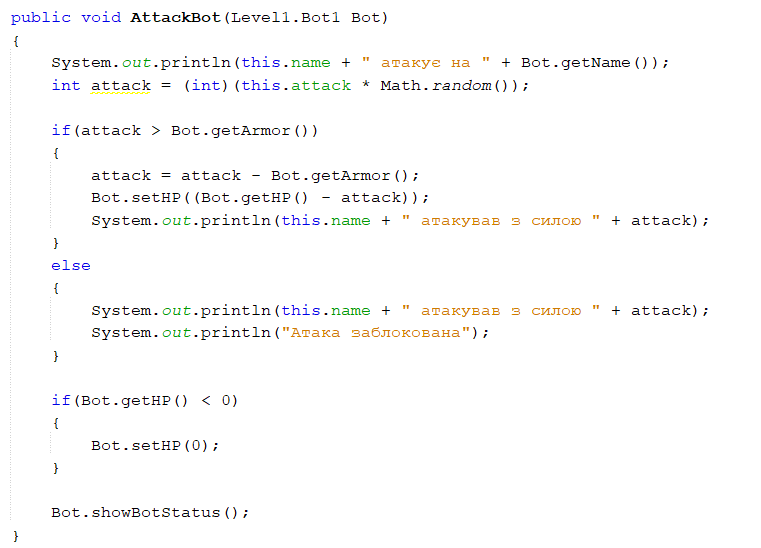 public void AttackBot(Level1.Bot1 Bot)
{
    System.out.println(this.name + " атакує на " + Bot.getName());
    int attack = (int)(this.attack * Math.random());

    if(attack > Bot.getArmor())
    {
        attack = attack - Bot.getArmor();
        Bot.setHP((Bot.getHP() - attack));
        System.out.println(this.name + " атакував з силою " + attack);
    }
    else
    {
        System.out.println(this.name + " атакував з силою " + attack);
        System.out.println("Атака заблокована");
    }

    if(Bot.getHP() < 0)
    {
        Bot.setHP(0);
    }

    Bot.showBotStatus();
}